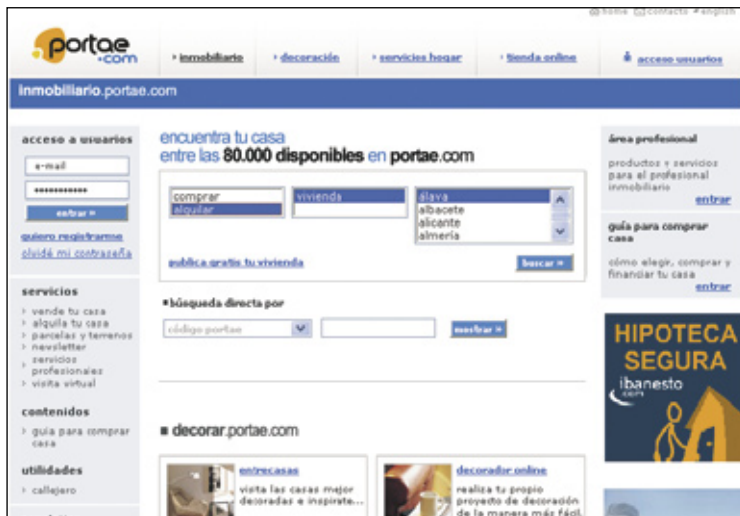 home contacto english
portae
.com
inmobiliario
decoración
servicios hogar
tienda online
acceso usuarios
inmobiliario.portae.com
acceso a usuarios
e-mail
entrar »
quiero registrarme
olvidé mi contraseña
servicios
vende tu casa
alquila tu casa
parcelas y terrenos
newsletter
servicios
profesionales
visita virtual
contenidos
guía para comprar
casa
utilidades
callejero
encuentra tu casa
entre las 80.000 disponibles en portae.com
comprar
alquilar
vivienda
álava
albacete
alicante
almería
publica gratis tu vivienda
buscar »
búsqueda directa por
código portae
mostrar »
decorar.portae.com
entrecasas
visita las casas mejor
decoradas e inspírate...
decorador online
realiza tu propio
proyecto de decoración
de la manera más fácil.
área profesional
productos y servicios
para el profesional
inmobiliario
entrar
guía para comprar
casa
cómo elegir, comprar y
financiar tu casa
entrar
HIPOTECA
SEGURA
ibanesto
.com